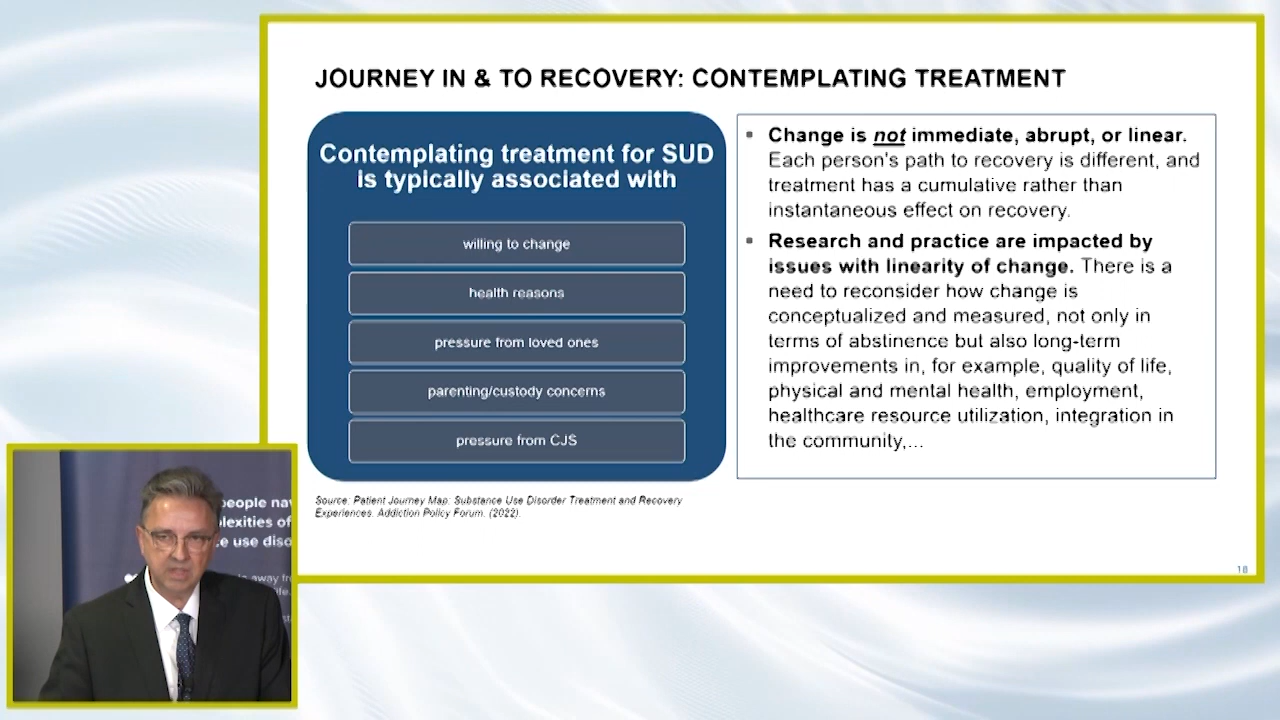 JOURNEY IN & TO RECOVERY: CONTEMPLATING TREATMENT
Contemplating treatment for SUD
is typically associated with
willing to change
health reasons
pressure from loved ones
parenting/custody concerns
pressure from CJS
Source: Patient Journey Map: Substance Use Disorder Treatment and Recovery
Experiences. Addiction Policy Forum. (2022).
▪ Change is not immediate, abrupt, or linear.
Each person's path to recovery is different, and
treatment has a cumulative rather than
instantaneous effect on recovery.
▪ Research and practice are impacted by
issues with linearity of change. There is a
need to reconsider how change is
conceptualized and measured, not only in
terms of abstinence but also long-term
improvements in, for example, quality of life,
physical and mental health, employment,
healthcare resource utilization, integration in
the community,...
18
people nav
lexities of
e use diso
away fr
life.